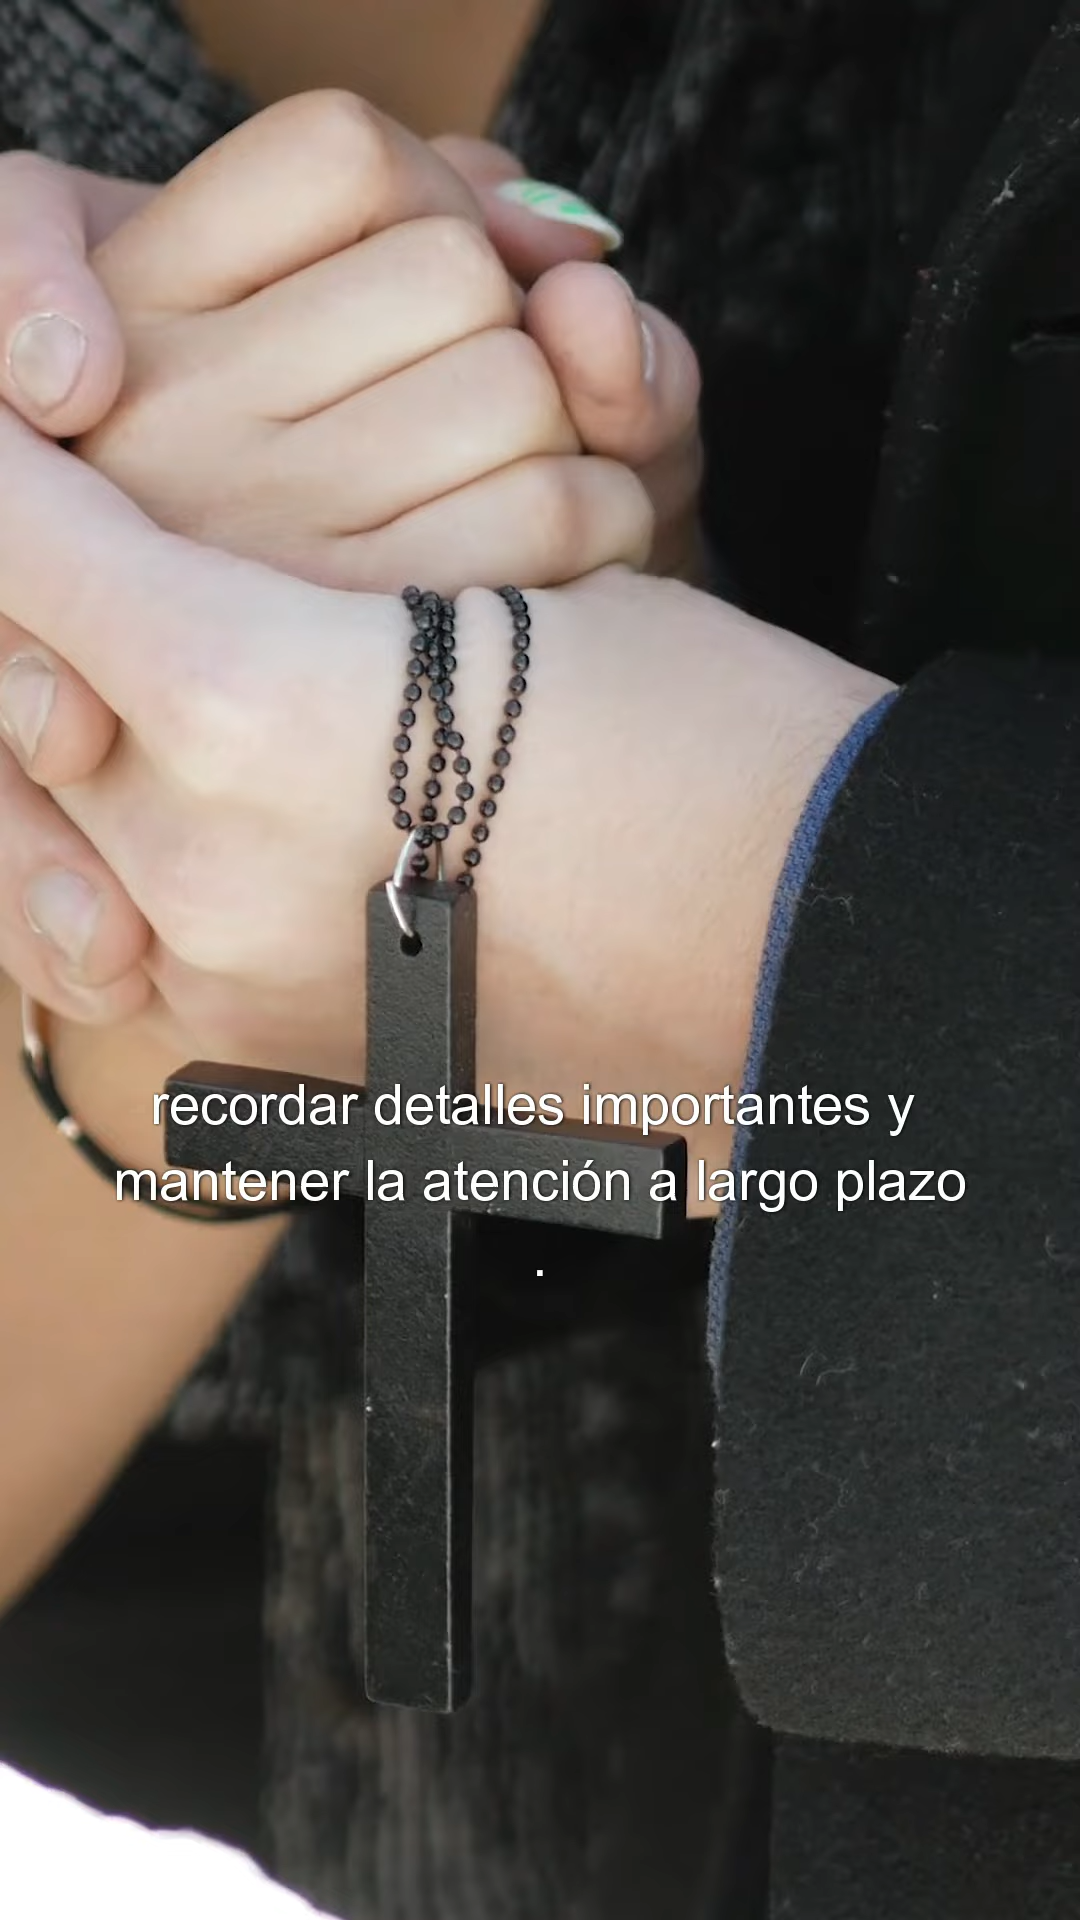 recordar detalles importantes y
mantener la atención a largo plazo
.